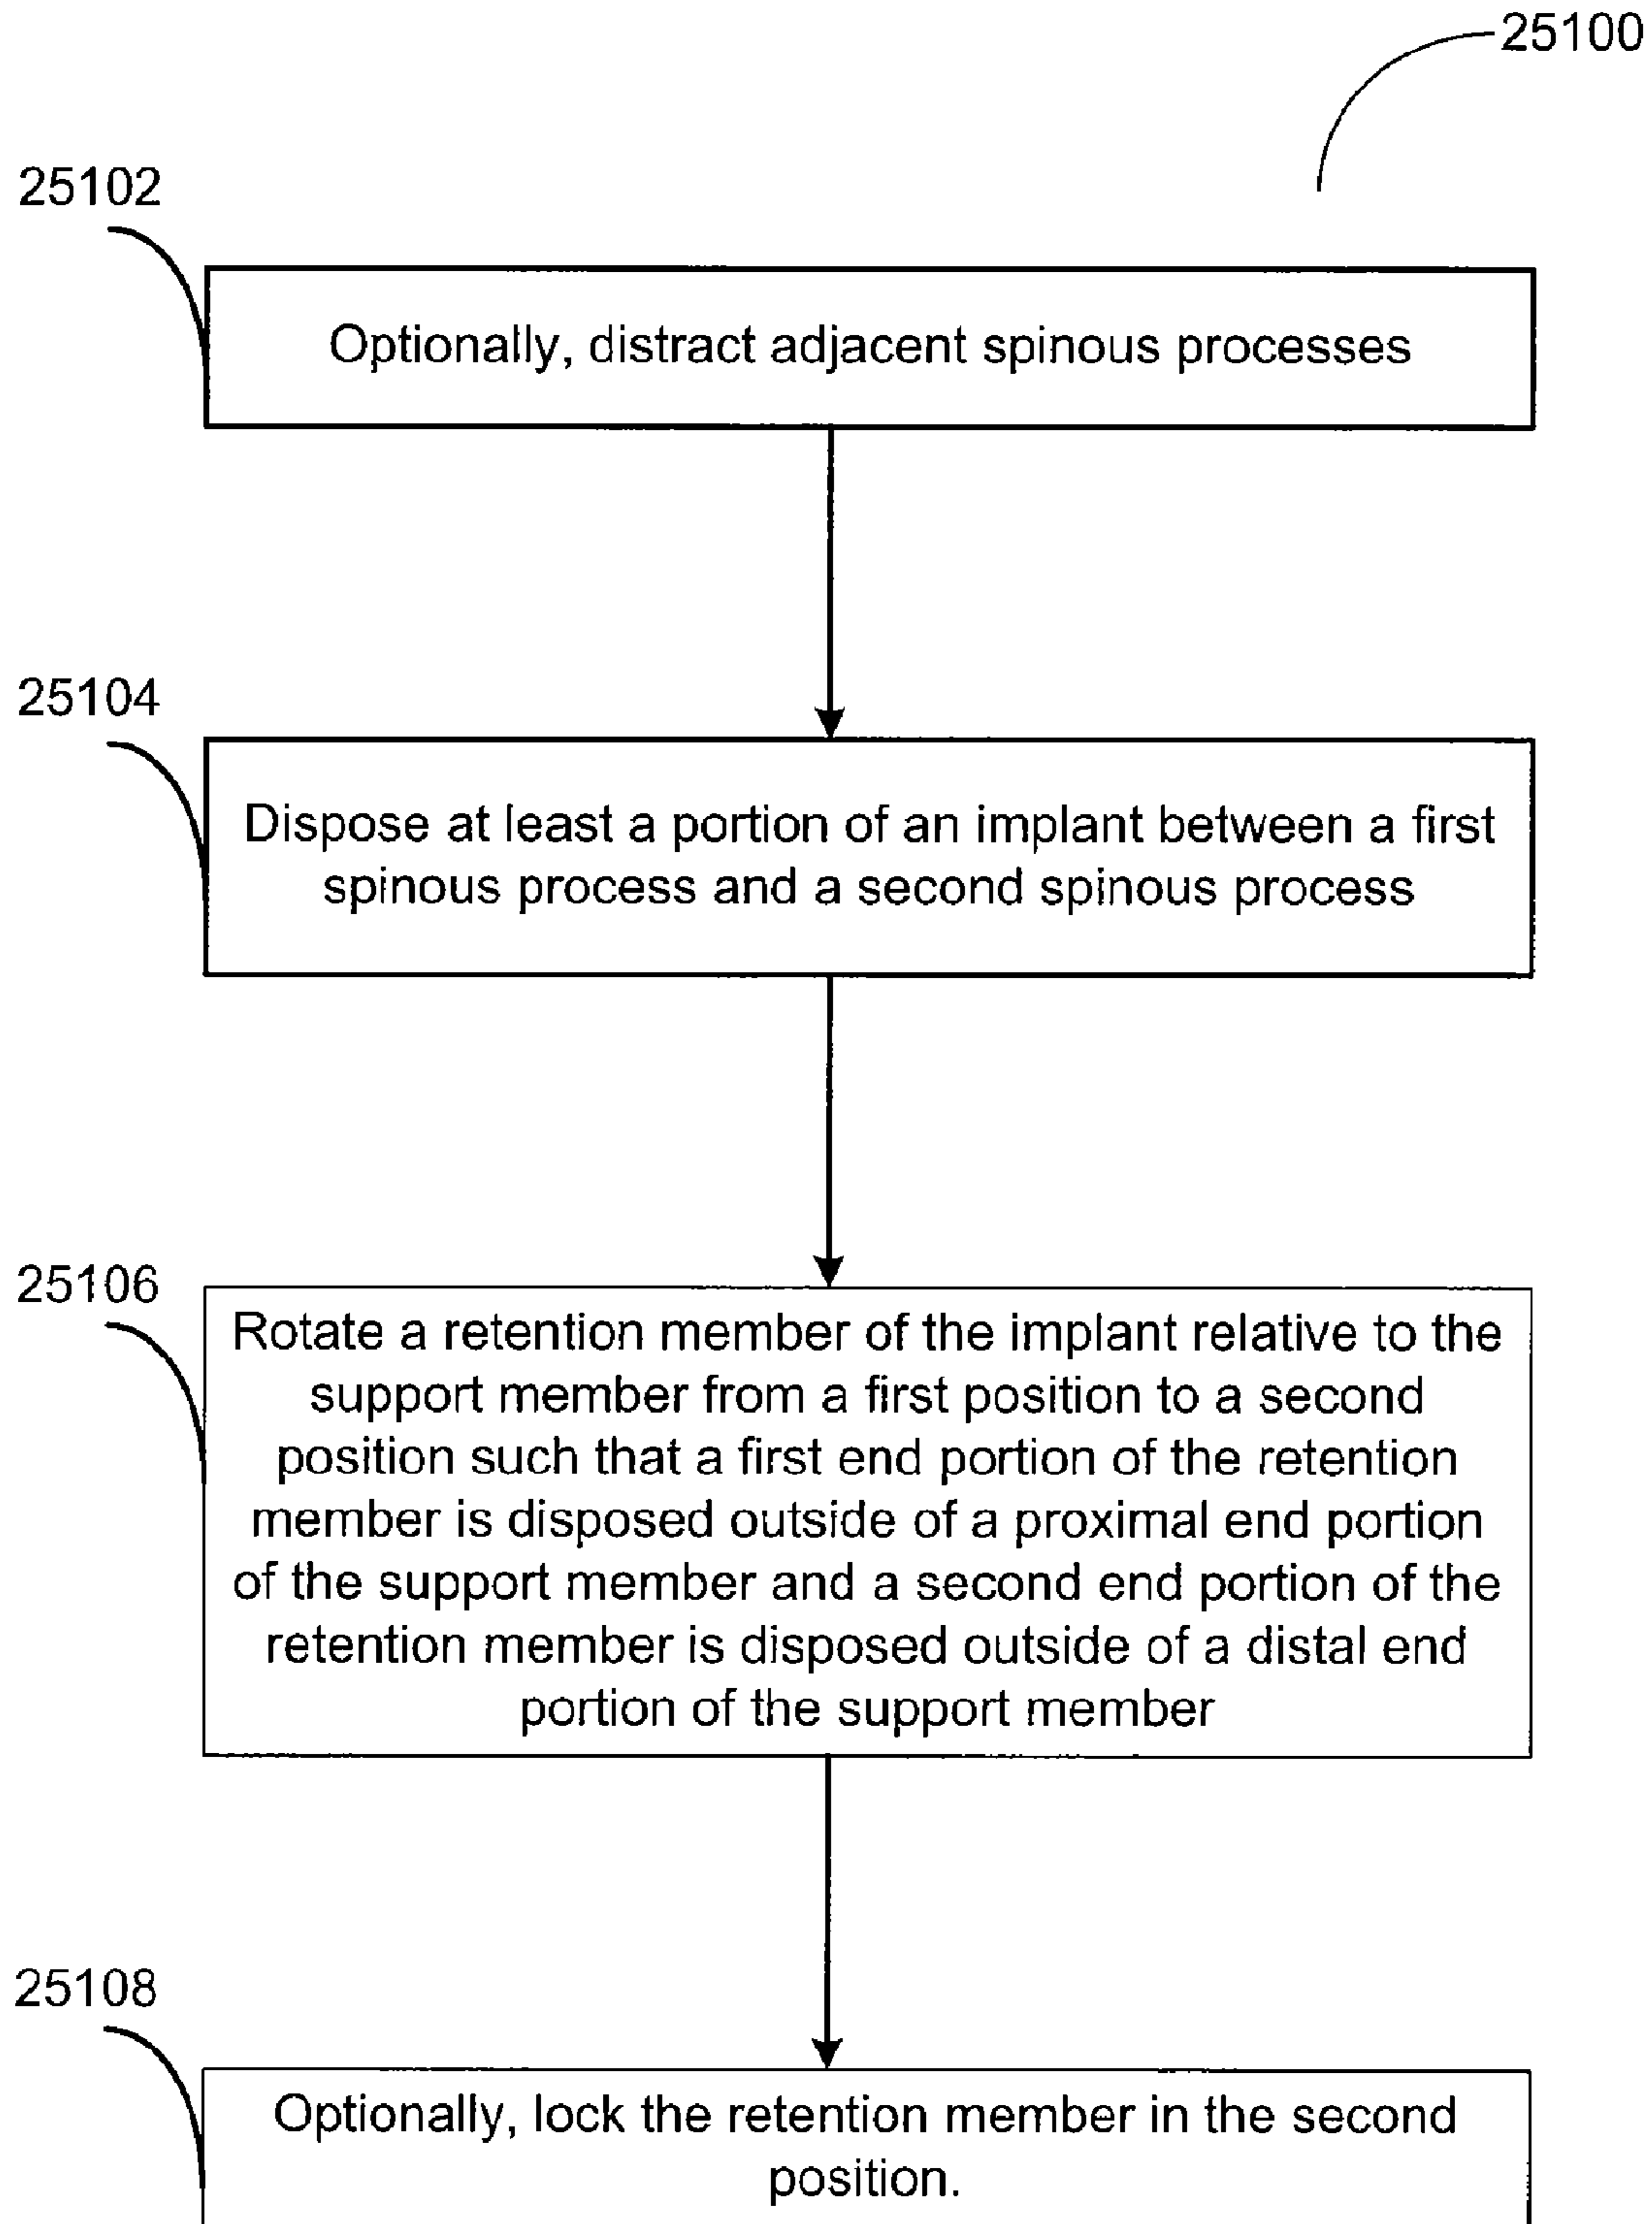 25100
25102
Optionally, distract adjacent spinous processes
25104
Dispose at least a portion of an implant between a first
spinous process and a second spinous process
25106
Rotate a retention member of the implant relative to the
support member from a first position to a second
position such that a first end portion of the retention
member is disposed outside of a proximal end portion
of the support member and a second end portion of the
retention member is disposed outside of a distal end
portion of the support member
25108
Optionally, lock the retention member in the second
position.